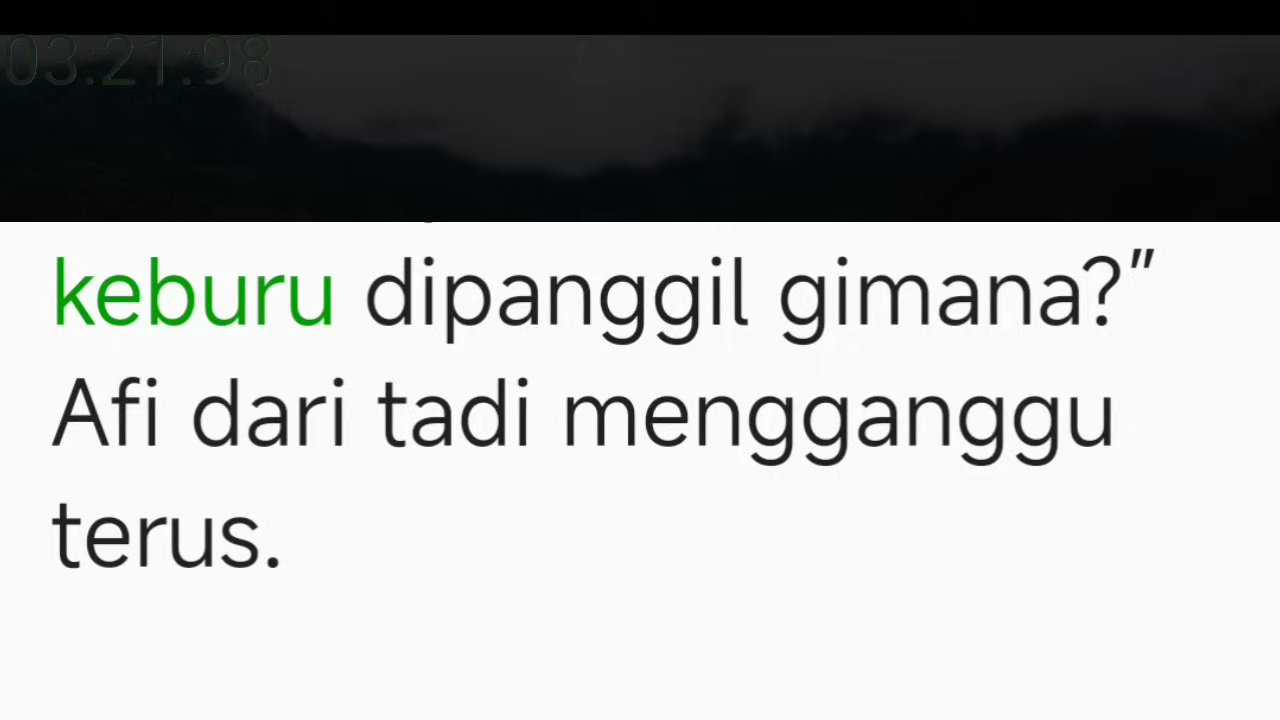 03:21:98
keburu dipanggil gimana?”
Afi dari tadi mengganggu
terus.